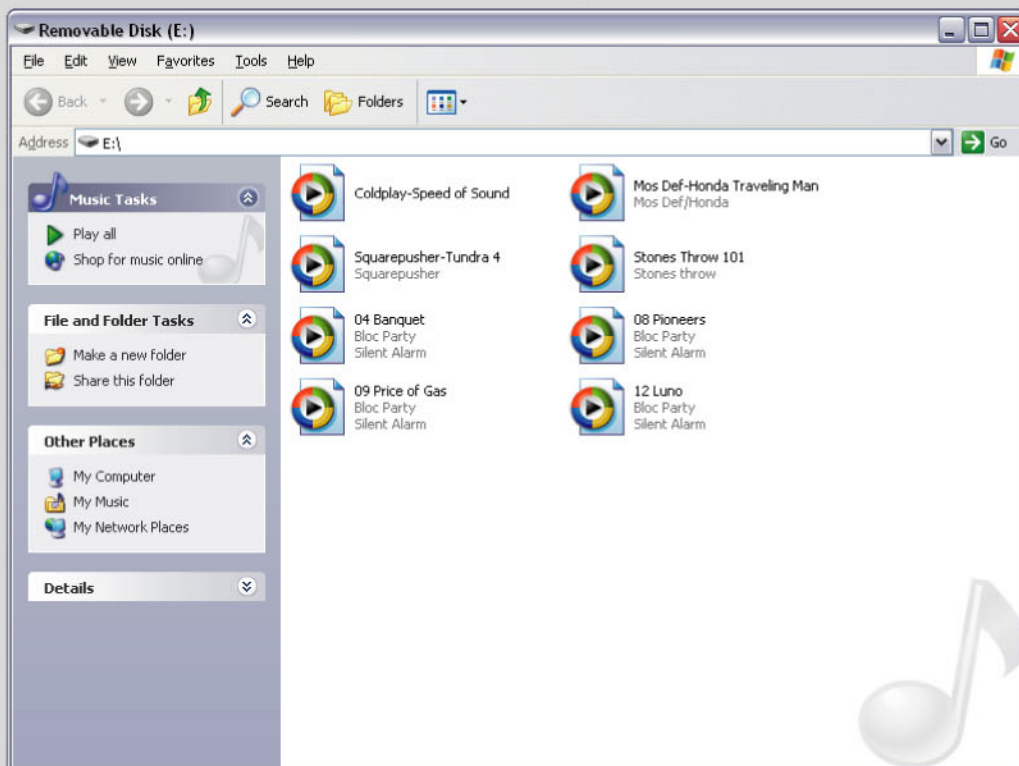 Removable Disk (E:)
File Edit View Favorites Tools Help
Back Search Folders
Address E:\ Go
Music Tasks
Play all
Shop for music online
File and Folder Tasks
Make a new folder
Share this folder
Other Places
My Computer
My Music
My Network Places
Details
Coldplay-Speed of Sound
Mos Def-Honda Traveling Man
Mos Def/Honda
Squarepusher-Tundra 4
Squarepusher
Stones Throw 101
Stones throw
04 Banquet
Bloc Party
Silent Alarm
08 Pioneers
Bloc Party
Silent Alarm
09 Price of Gas
Bloc Party
Silent Alarm
12 Luno
Bloc Party
Silent Alarm